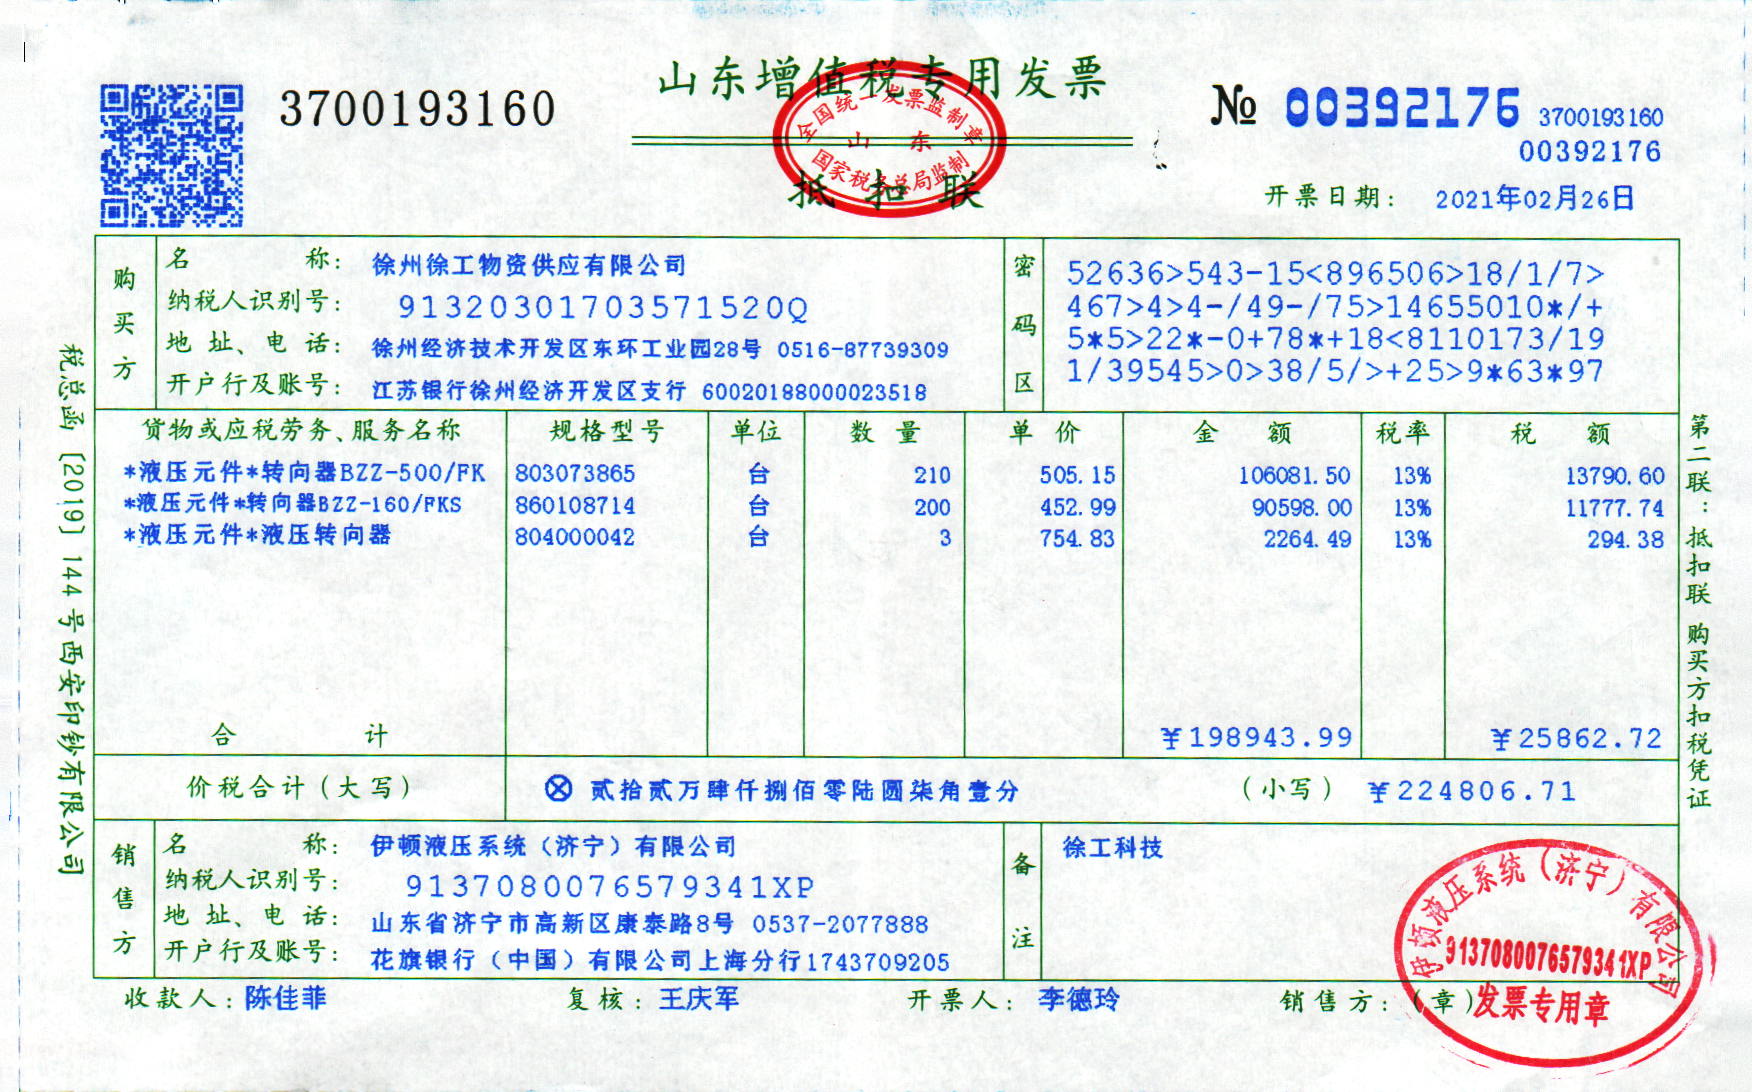 山东增值税专用发票
全国统一发票监制章
山东
国家税务总局监制
抵扣联
3700193160
№ 00392176 3700193160
00392176
开票日期: 2021年02月26日
购买方
名称: 徐州徐工物资供应有限公司
纳税人识别号: 91320301703571520Q
地址、电话: 徐州经济技术开发区东环工业园28号 0516-87739309
开户行及账号: 江苏银行徐州经济开发区支行 60020188000023518
密码区
52636>543-15<896506>18/1/7>
467>4>4-/49-/75>14655010*/+
5*5>22*-0+78*+18<8110173/19
1/39545>0>38/5/>+25>9*63*97
货物或应税劳务、服务名称 规格型号 单位 数量 单价 金额 税率 税额
*液压元件*转向器BZZ-500/FK 803073865 台 210 505.15 106081.50 13% 13790.60
*液压元件*转向器BZZ-160/FKS 860108714 台 200 452.99 90598.00 13% 11777.74
*液压元件*液压转向器 804000042 台 3 754.83 2264.49 13% 294.38
合计 ¥198943.99 ¥25862.72
价税合计(大写) ⊗贰拾贰万肆仟捌佰零陆圆柒角壹分 (小写) ¥224806.71
销售方
名称: 伊顿液压系统(济宁)有限公司
纳税人识别号: 9137080076579341XP
地址、电话: 山东省济宁市高新区康泰路8号 0537-2077888
开户行及账号: 花旗银行(中国)有限公司上海分行1743709205
备注
徐工科技
收款人: 陈佳菲 复核: 王庆军 开票人: 李德玲 销售方: (章)
伊顿液压系统(济宁)有限公司
9137080076579341XP
发票专用章
税总函〔2019〕144号西安印钞有限公司
第二联:抵扣联 购买方扣税凭证